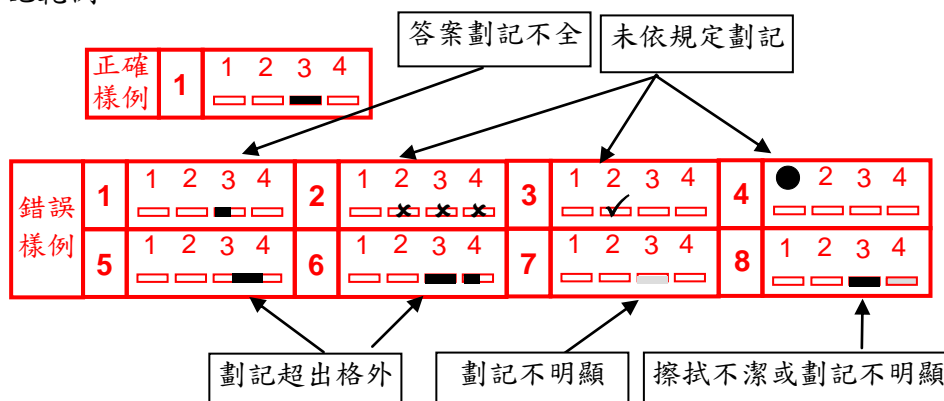 答案劃記不全 未依規定劃記
正確樣例 1 1 2 3 4
錯誤樣例
1 1 2 3 4 2 1 2 3 4 3 1 2 3 4 4 2 3 4
5 1 2 3 4 6 1 2 3 4 7 1 2 3 4 8 1 2 3 4
劃記超出格外 劃記不明顯 擦拭不潔或劃記不明顯